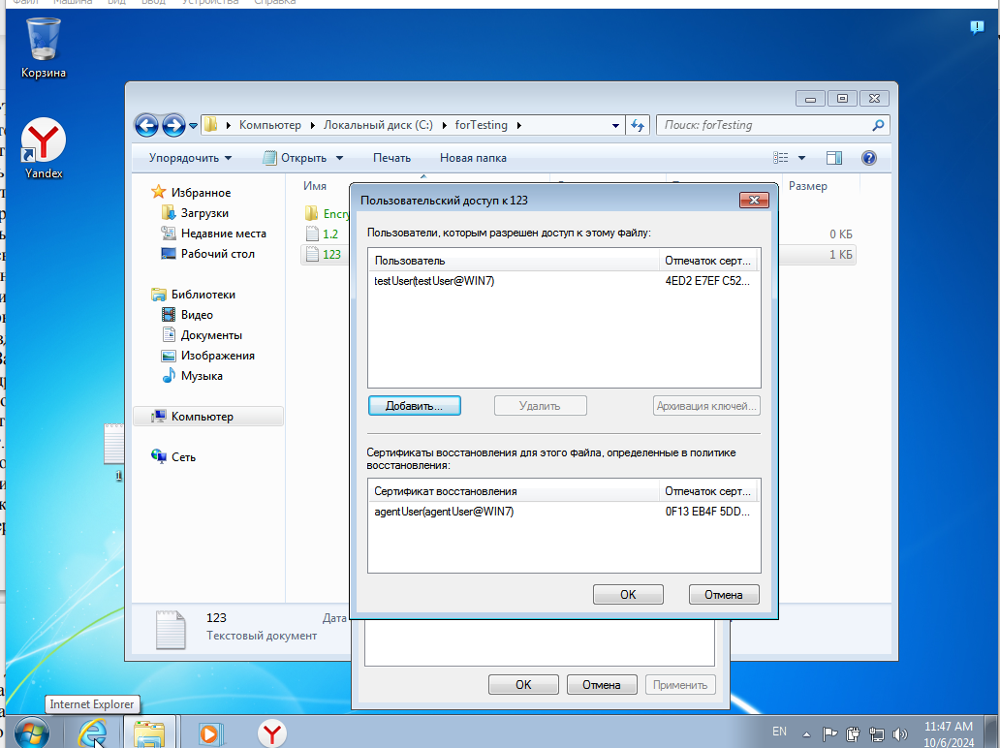 Файл Машина Вид Ввод Устройства Справка
Корзина
Yandex
Компьютер Локальный диск (C:) forTesting
Поиск: forTesting
Упорядочить Открыть Печать Новая папка
Имя
Размер
Избранное
Загрузки
Недавние места
Рабочий стол
Библиотеки
Видео
Документы
Изображения
Музыка
Компьютер
Сеть
Encry
1.2
0 КБ
123
1 КБ
Пользовательский доступ к 123
Пользователи, которым разрешен доступ к этому файлу:
Пользователь Отпечаток серт...
testUser(testUser@WIN7) 4ED2 E7EF C52...
Добавить... Удалить Архивация ключей...
Сертификаты восстановления для этого файла, определенные в политике
восстановления:
Сертификат восстановления Отпечаток серт...
agentUser(agentUser@WIN7) 0F13 EB4F 5DD...
OK Отмена
123 Дата
Текстовый документ
OK Отмена Применить
Internet Explorer
EN
11:47 AM
10/6/2024